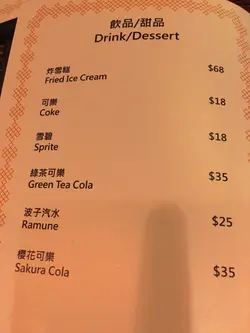 飲品/甜品
Drink/Dessert
炸雪糕
Fried Ice Cream
$68
可樂
Coke
$18
雪碧
Sprite
$18
綠茶可樂
Green Tea Cola
$35
波子汽水
Ramune
$25
櫻花可樂
Sakura Cola
$35